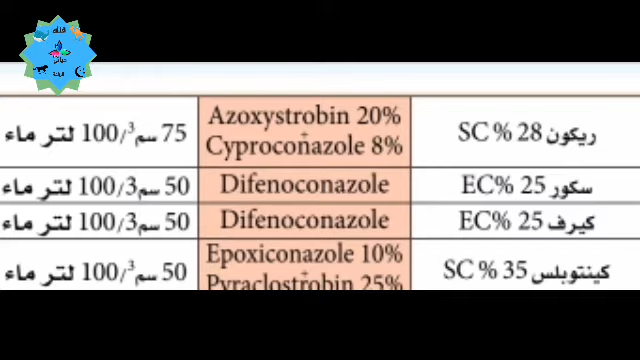 ريكون 28 % SC
Azoxystrobin 20%
+
Cyproconazole 8%
75 سم³/100 لتر ماء
سكور 25 %EC
Difenoconazole
50 سم3/100 لتر ماء
كيرف 25 %EC
Difenoconazole
50 سم3/100 لتر ماء
كينتوبلس 35 % SC
Epoxiconazole 10%
+
Pyraclostrobin 25%
50 سم³/100 لتر ماء